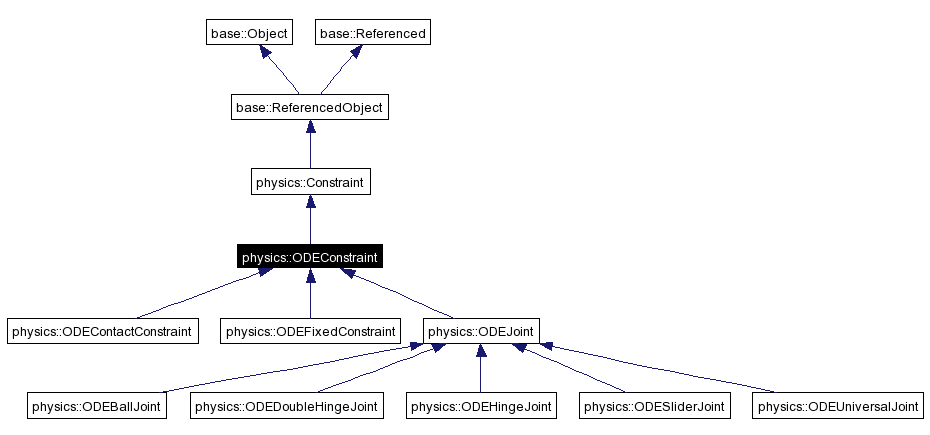 base::Object
base::Referenced
base::ReferencedObject
physics::Constraint
physics::ODEConstraint
physics::ODEContactConstraint
physics::ODEFixedConstraint
physics::ODEJoint
physics::ODEBallJoint
physics::ODEDoubleHingeJoint
physics::ODEHingeJoint
physics::ODESliderJoint
physics::ODEUniversalJoint